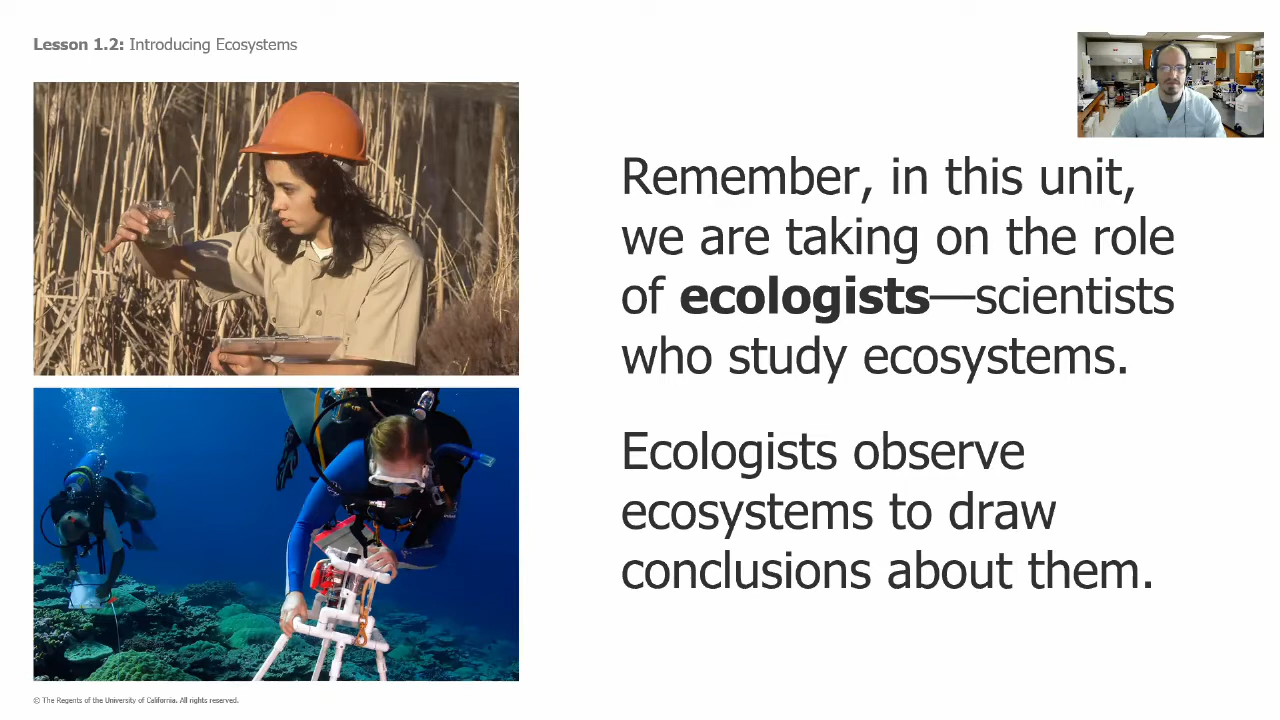 Lesson 1.2: Introducing Ecosystems
Remember, in this unit,
we are taking on the role
of ecologists—scientists
who study ecosystems.
Ecologists observe
ecosystems to draw
conclusions about them.
© The Regents of the University of California. All rights reserved.